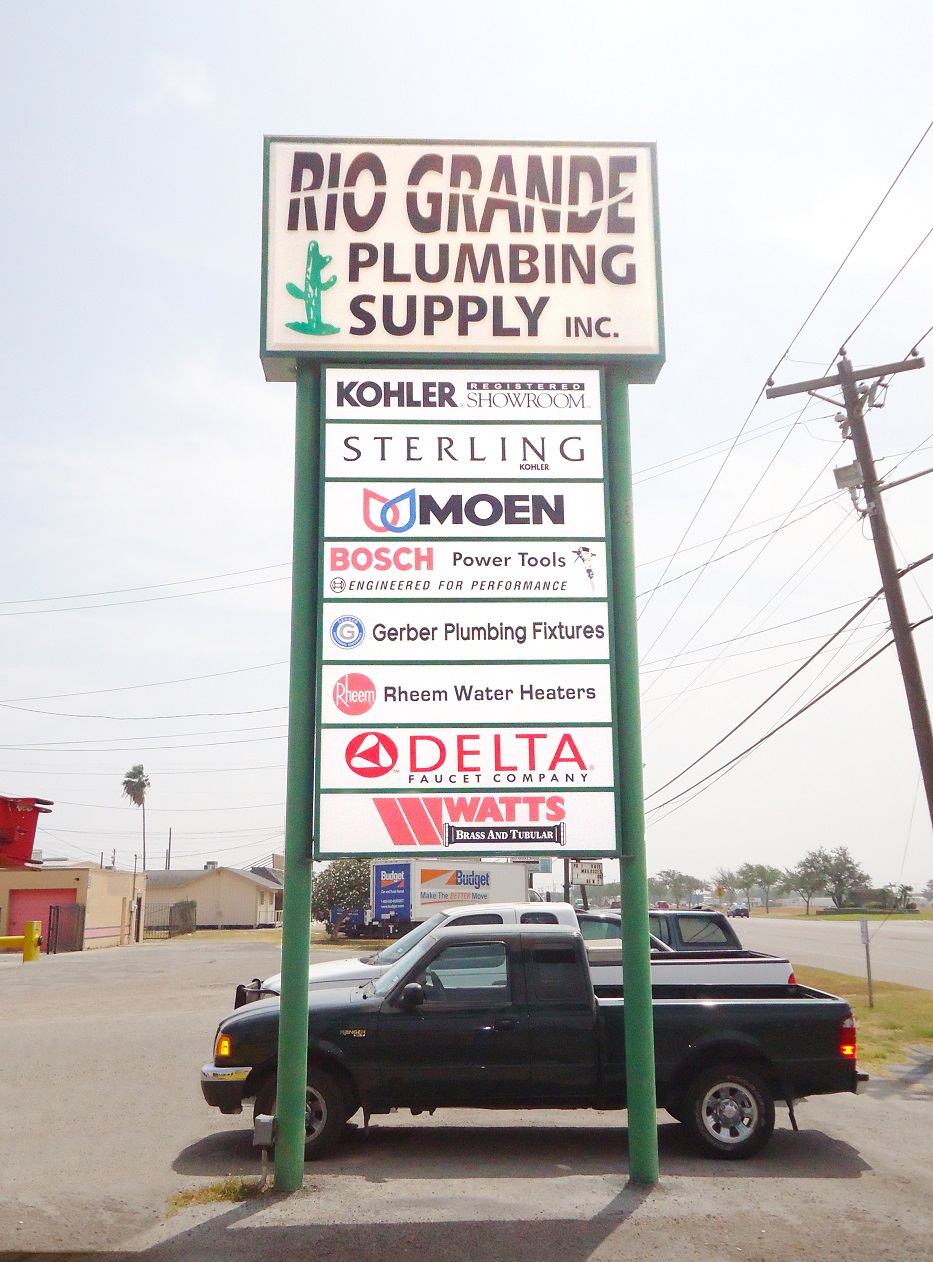 RIO GRANDE
PLUMBING
SUPPLY INC.
KOHLER REGISTERED
SHOWROOM
STERLING
KOHLER
MOEN
BOSCH Power Tools
ENGINEERED FOR PERFORMANCE
G
Gerber Plumbing Fixtures
Rheem Rheem Water Heaters
DELTA
FAUCET COMPANY
WATTS
BRASS AND TUBULAR
Budget
Budget
Make The BETTER Move
RANGER